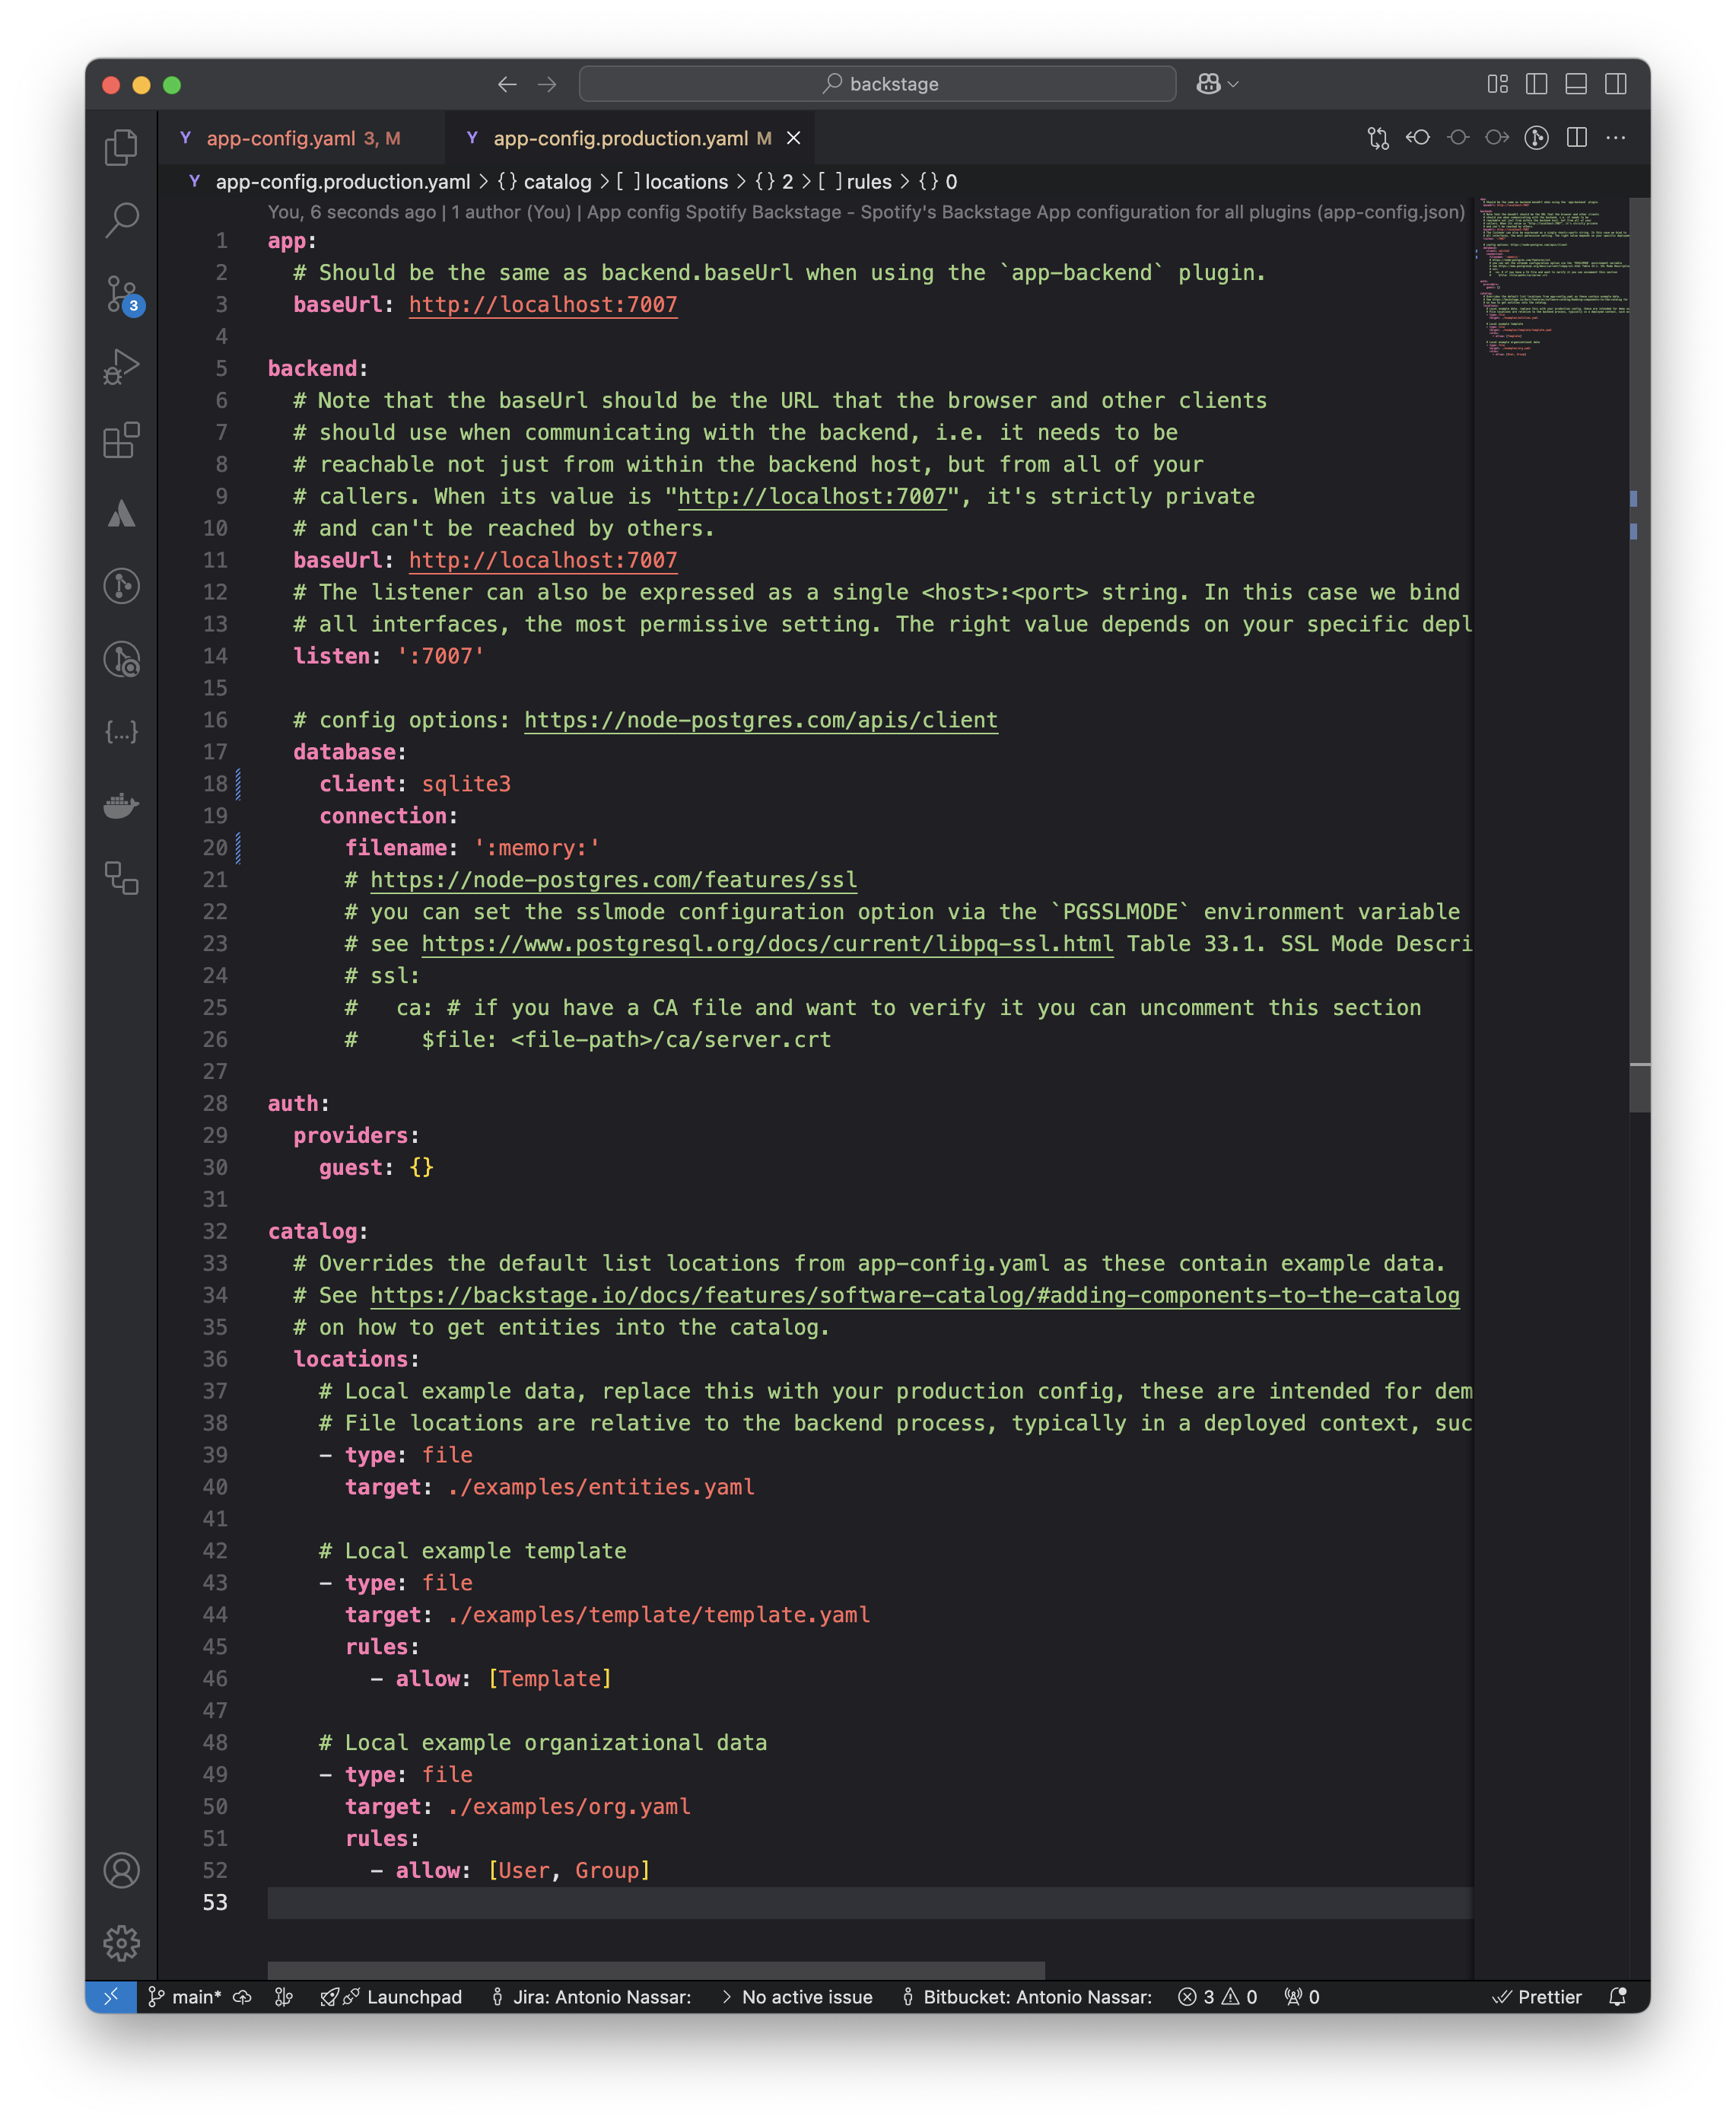 backstage
app-config.yaml 3, M
app-config.production.yaml M
app-config.production.yaml > {} catalog > [ ] locations > {} 2 > [ ] rules > {} 0
You, 6 seconds ago | 1 author (You) | App config Spotify Backstage - Spotify's Backstage App configuration for all plugins (app-config.json)
1 app:
2 # Should be the same as backend.baseUrl when using the `app-backend` plugin.
3 baseUrl: http://localhost:7007
4
5 backend:
6 # Note that the baseUrl should be the URL that the browser and other clients
7 # should use when communicating with the backend, i.e. it needs to be
8 # reachable not just from within the backend host, but from all of your
9 # callers. When its value is "http://localhost:7007", it's strictly private
10 # and can't be reached by others.
11 baseUrl: http://localhost:7007
12 # The listener can also be expressed as a single <host>:<port> string. In this case we bind
13 # all interfaces, the most permissive setting. The right value depends on your specific depl
14 listen: ':7007'
15
16 # config options: https://node-postgres.com/apis/client
17 database:
18 client: sqlite3
19 connection:
20 filename: ':memory:'
21 # https://node-postgres.com/features/ssl
22 # you can set the sslmode configuration option via the `PGSSLMODE` environment variable
23 # see https://www.postgresql.org/docs/current/libpq-ssl.html Table 33.1. SSL Mode Descri
24 # ssl:
25 #   ca: # if you have a CA file and want to verify it you can uncomment this section
26 #     $file: <file-path>/ca/server.crt
27
28 auth:
29 providers:
30 guest: {}
31
32 catalog:
33 # Overrides the default list locations from app-config.yaml as these contain example data.
34 # See https://backstage.io/docs/features/software-catalog/#adding-components-to-the-catalog
35 # on how to get entities into the catalog.
36 locations:
37 # Local example data, replace this with your production config, these are intended for dem
38 # File locations are relative to the backend process, typically in a deployed context, suc
39 - type: file
40 target: ./examples/entities.yaml
41
42 # Local example template
43 - type: file
44 target: ./examples/template/template.yaml
45 rules:
46 - allow: [Template]
47
48 # Local example organizational data
49 - type: file
50 target: ./examples/org.yaml
51 rules:
52 - allow: [User, Group]
53
3
main* Launchpad Jira: Antonio Nassar: > No active issue Bitbucket: Antonio Nassar: 3 0 0 Prettier